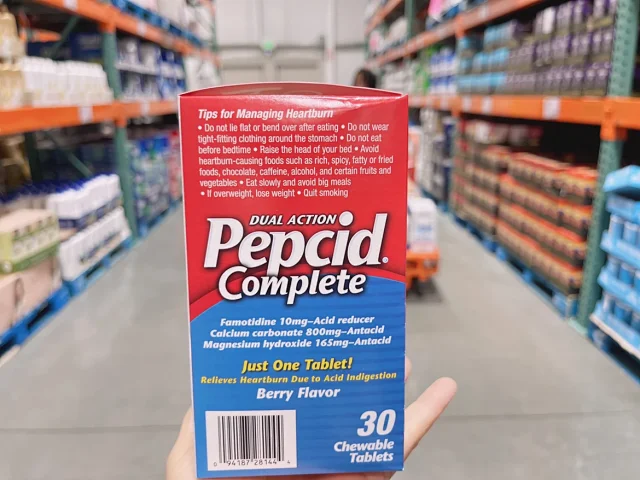 Tips for Managing Heartburn
• Do not lie flat or bend over after eating • Do not wear
tight-fitting clothing around the stomach • Do not eat
before bedtime • Raise the head of your bed • Avoid
heartburn-causing foods such as rich, spicy, fatty or fried
foods, chocolate, caffeine, alcohol, and certain fruits and
vegetables • Eat slowly and avoid big meals
• If overweight, lose weight • Quit smoking
DUAL ACTION
Pepcid®
Complete
Famotidine 10mg–Acid reducer
Calcium carbonate 800mg–Antacid
Magnesium hydroxide 165mg–Antacid
Just One Tablet!
Relieves Heartburn Due to Acid Indigestion
Berry Flavor
30
Chewable
Tablets
0 94187 28144 4